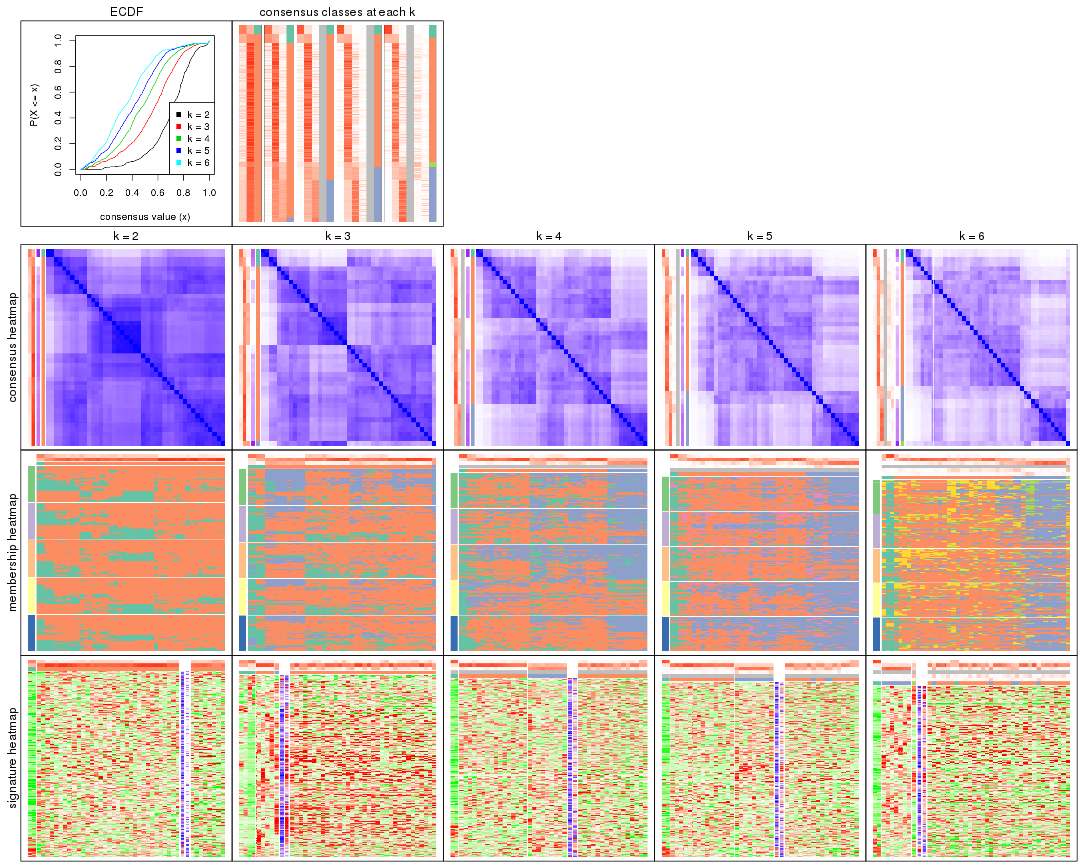 ECDF
consensus classes at each k
P(X <= x)
1.0
0.8
0.6
0.4
0.2
0.0
k = 2
k = 3
k = 4
k = 5
k = 6
0.0 0.2 0.4 0.6 0.8 1.0
consensus value (x)
k = 2
k = 3
k = 4
k = 5
k = 6
consensus heatmap
membership heatmap
signature heatmap